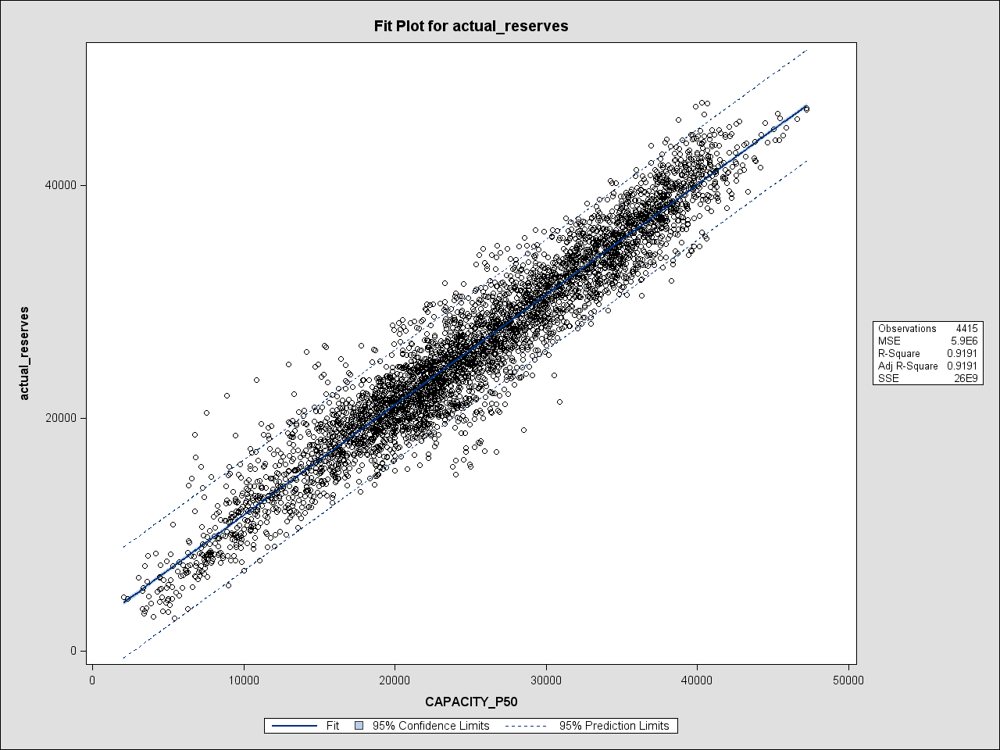 Fit Plot for actual_reserves
actual_reserves
40000
20000
0
0 10000 20000 30000 40000 50000
CAPACITY_P50
Fit 95% Confidence Limits 95% Prediction Limits
Observations 4415
MSE 5.9E6
R-Square 0.9191
Adj R-Square 0.9191
SSE 26E9